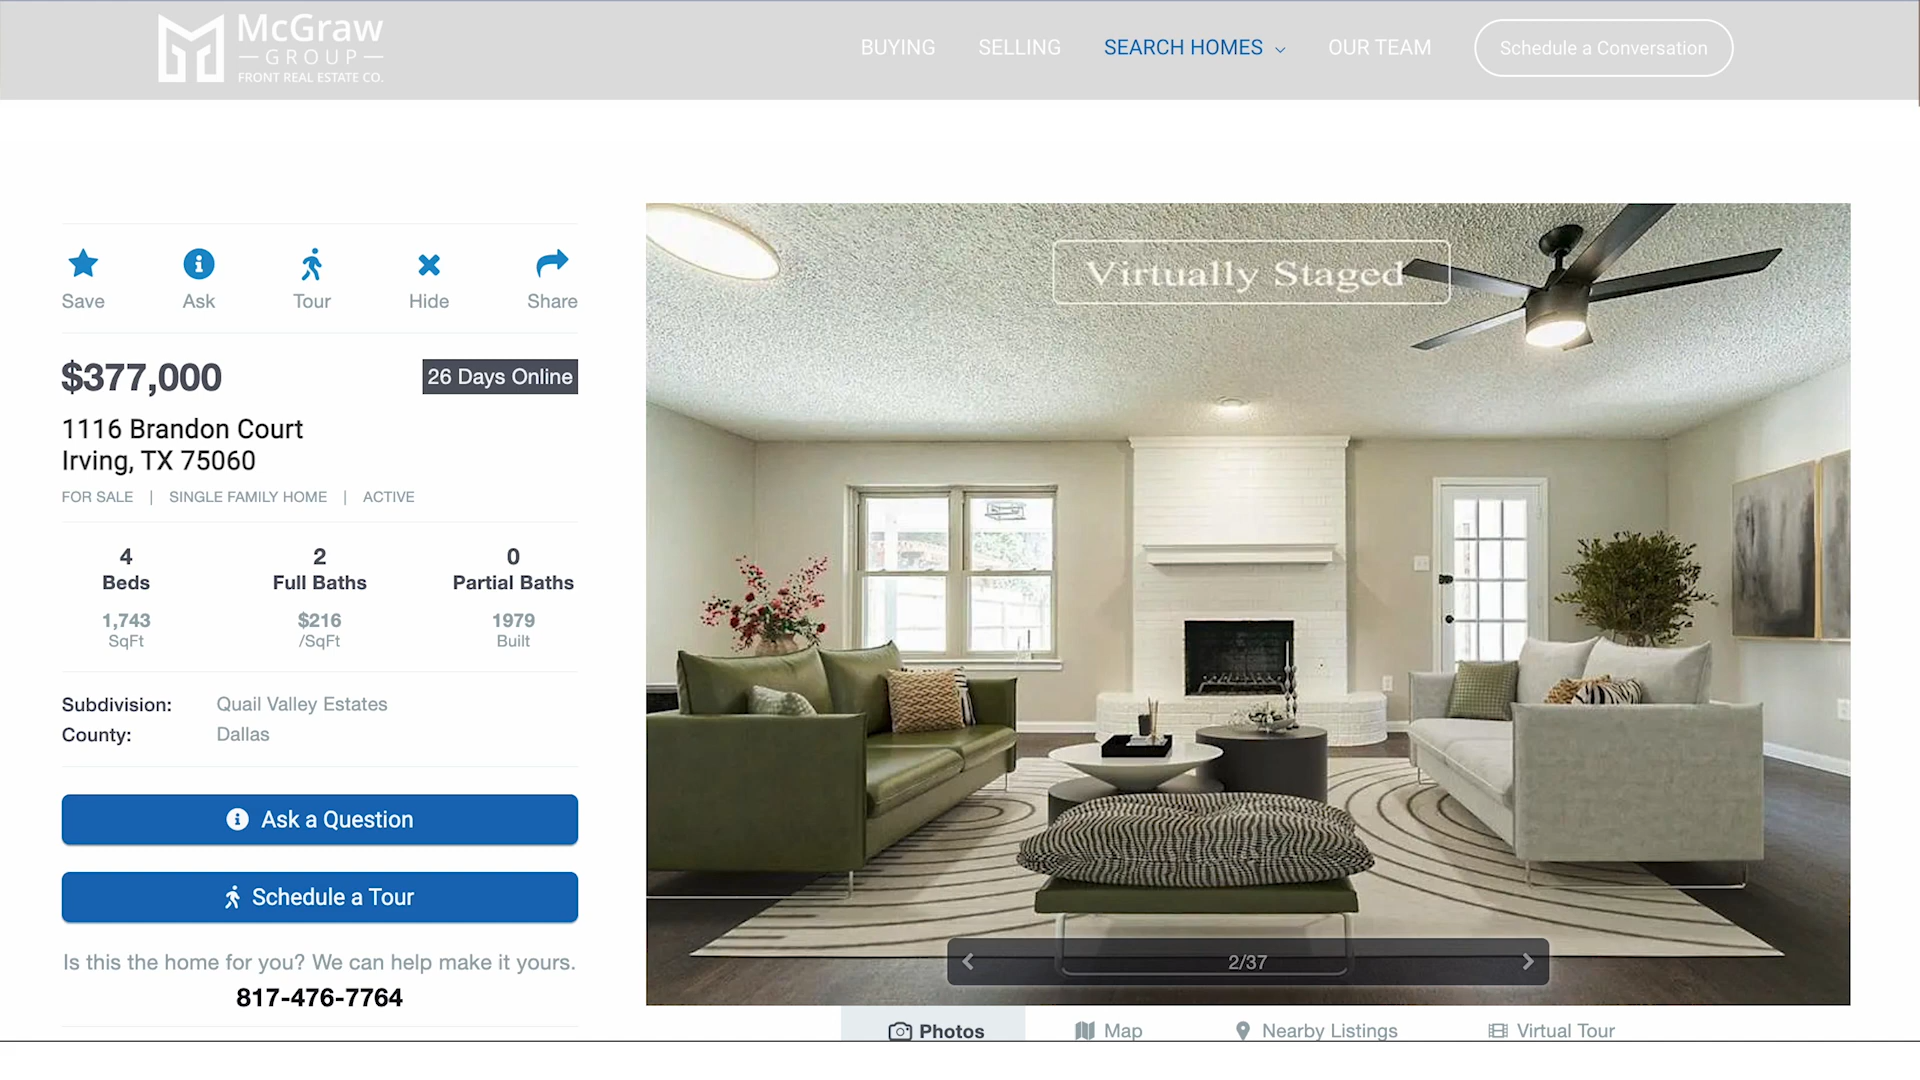 McGraw
GROUP
FRONT REAL ESTATE CO.
BUYING
SELLING
SEARCH HOMES
OUR TEAM
Schedule a Conversation
Save
Ask
Tour
Hide
Share
$377,000
26 Days Online
1116 Brandon Court
Irving, TX 75060
FOR SALE | SINGLE FAMILY HOME | ACTIVE
4
Beds
2
Full Baths
0
Partial Baths
1,743
SqFt
$216
/SqFt
1979
Built
Subdivision: Quail Valley Estates
County: Dallas
Ask a Question
Schedule a Tour
Is this the home for you? We can help make it yours.
817-476-7764
Virtually Staged
2/37
Photos
Map
Nearby Listings
Virtual Tour